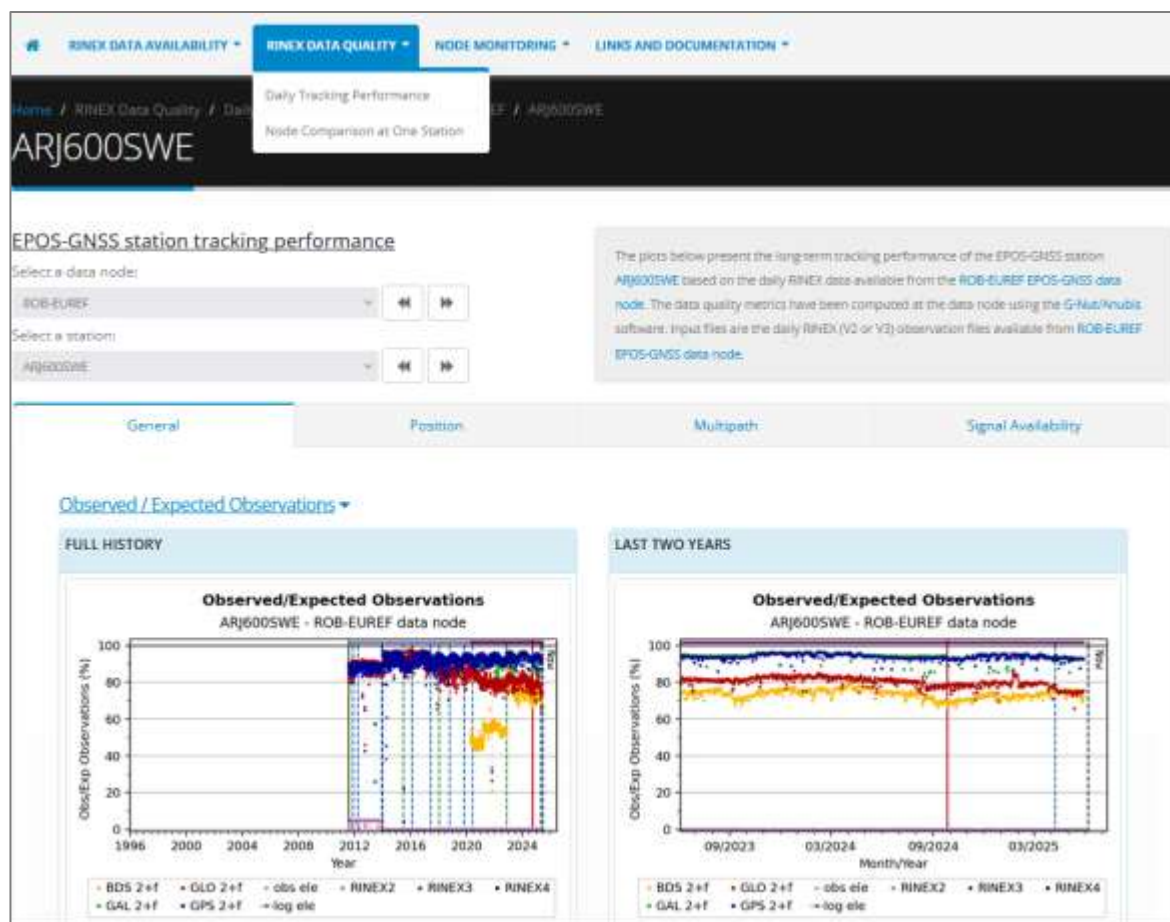 RINEX DATA AVAILABILITY
RINEX DATA QUALITY
NODE MONITORING
LINKS AND DOCUMENTATION
Daily Tracking Performance
Node Comparison at One Station
Home / RINEX Data Quality / Daily
/ ARJ600SWE
ARJ600SWE
EPOS-GNSS station tracking performance
Select a data node:
ROB-EUREF
Select a station:
ARJ600SWE
The plots below present the long-term tracking performance of the EPOS-GNSS station
ARJ600SWE based on the daily RINEX data available from the ROB-EUREF EPOS-GNSS data
node. The data quality metrics have been computed at the data node using the G-Nut/Anubis
software. Input files are the daily RINEX (V2 or V3) observation files available from ROB-EUREF
EPOS-GNSS data node.
General
Position
Multipath
Signal Availability
Observed / Expected Observations
FULL HISTORY
Observed/Expected Observations
ARJ600SWE - ROB-EUREF data node
Obs/Exp Observations (%)
100
80
60
40
20
0
Now
1996 2000 2004 2008 2012 2016 2020 2024
Year
BDS 2+f GLO 2+f obs ele RINEX2 RINEX3 RINEX4
GAL 2+f GPS 2+f log ele
LAST TWO YEARS
Observed/Expected Observations
ARJ600SWE - ROB-EUREF data node
Obs/Exp Observations (%)
100
80
60
40
20
0
Now
09/2023 03/2024 09/2024 03/2025
Month/Year
BDS 2+f GLO 2+f obs ele RINEX2 RINEX3 RINEX4
GAL 2+f GPS 2+f log ele